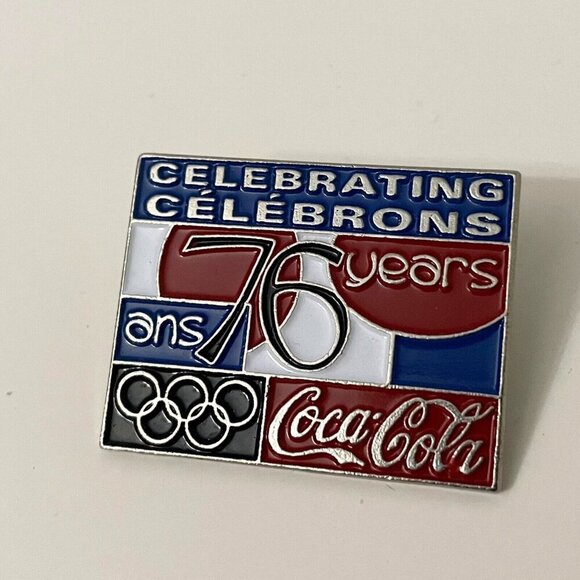 CELEBRATING
CÉLÉBRONS
76 years
ans
Coca-Cola